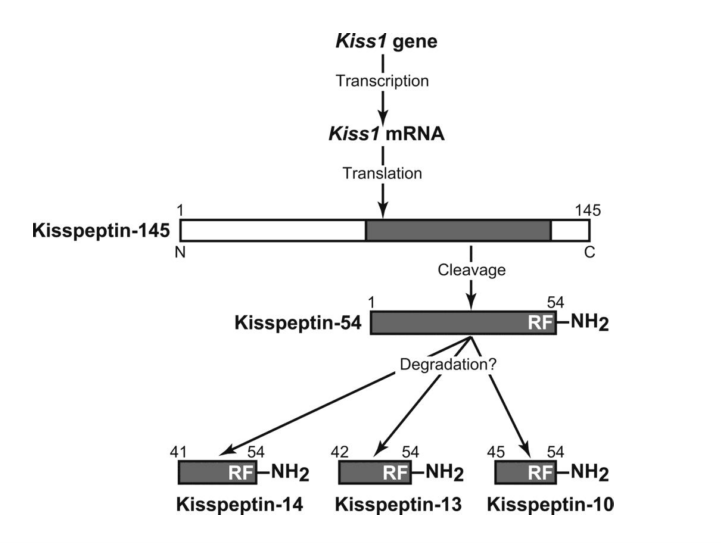 Kiss1 gene
Transcription
Kiss1 mRNA
Translation
1 145
Kisspeptin-145
N C
Cleavage
1 54
Kisspeptin-54 RF NH2
Degradation?
41 54 42 54 45 54
RF NH2 RF NH2 RF NH2
Kisspeptin-14 Kisspeptin-13 Kisspeptin-10